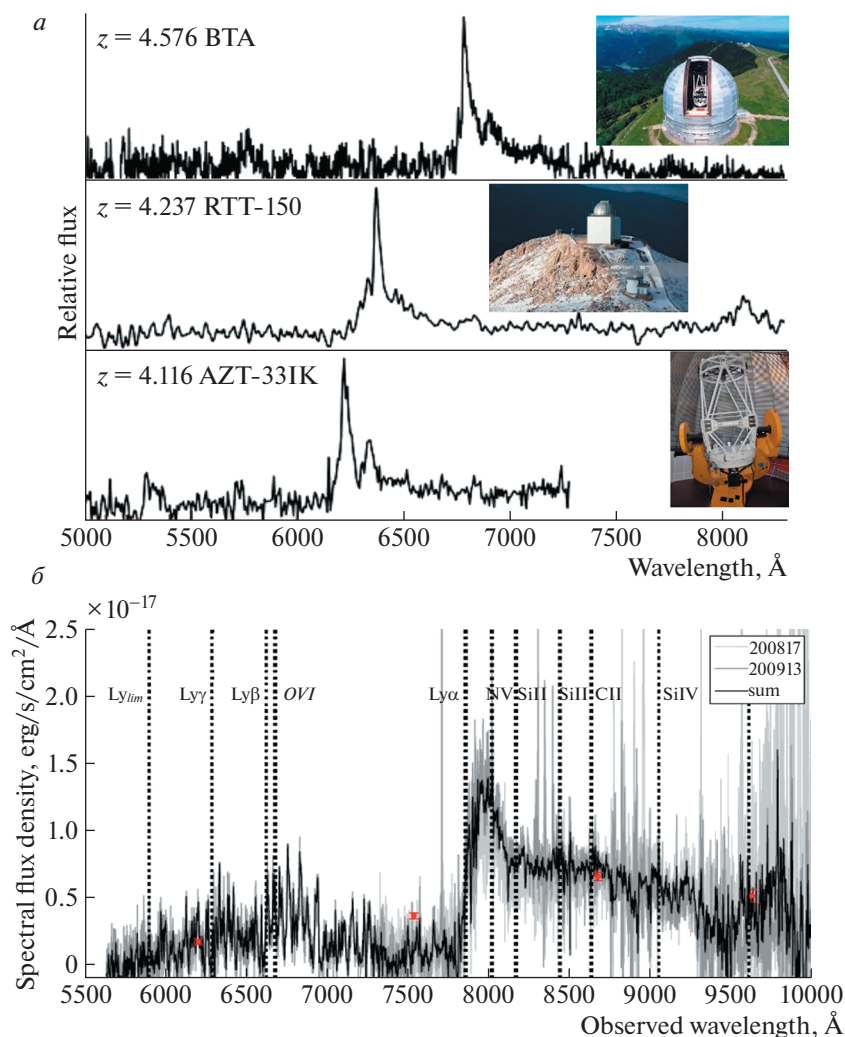 а
z = 4.576 BTA
z = 4.237 RTT-150
z = 4.116 AZT-33IK
Relative flux
5000 5500 6000 6500 7000 7500 8000
Wavelength, Å
б
×10⁻¹⁷
2.5
2.0
1.5
1.0
0.5
0
Spectral flux density, erg/s/cm²/Å
Ly_lim Lyγ Lyβ OVI Lyα NV SiII SiII CII SiIV
200817
200913
sum
5500 6000 6500 7000 7500 8000 8500 9000 9500 10000
Observed wavelength, Å